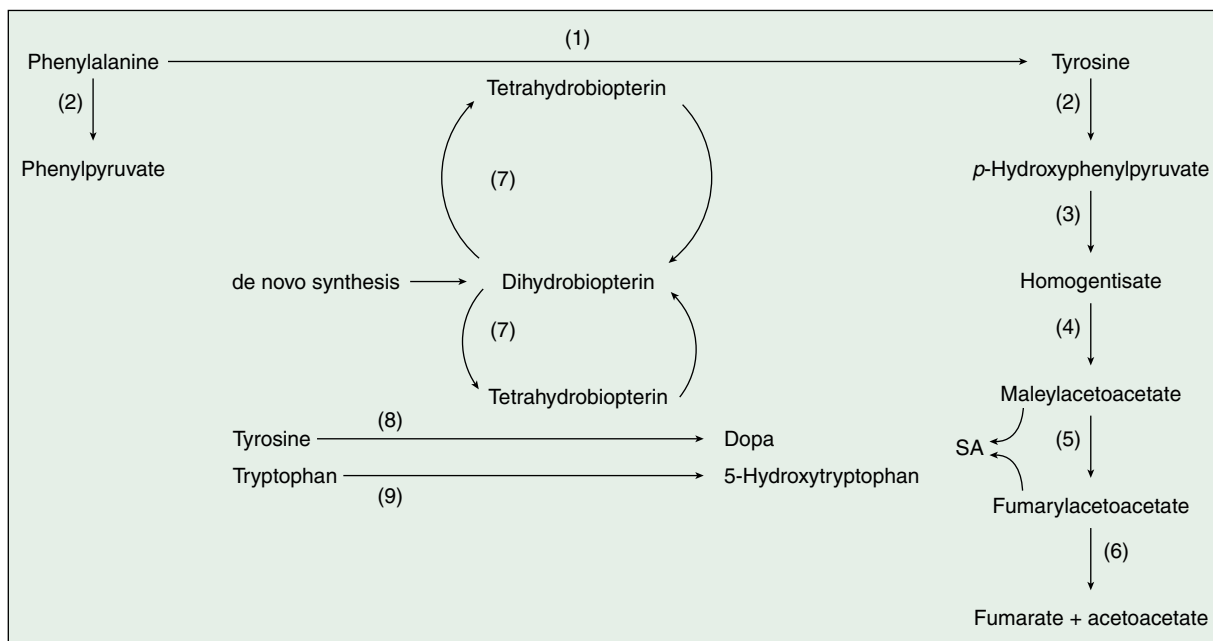 (1)
Phenylalanine
Tyrosine
Tetrahydrobiopterin
(2)
(2)
Phenylpyruvate
(7)
p-Hydroxyphenylpyruvate
(3)
de novo synthesis
Dihydrobiopterin
Homogentisate
(7)
(4)
Tetrahydrobiopterin
Maleylacetoacetate
(8)
Tyrosine
Dopa
SA
(5)
Tryptophan
5-Hydroxytryptophan
(9)
Fumarylacetoacetate
(6)
Fumarate + acetoacetate